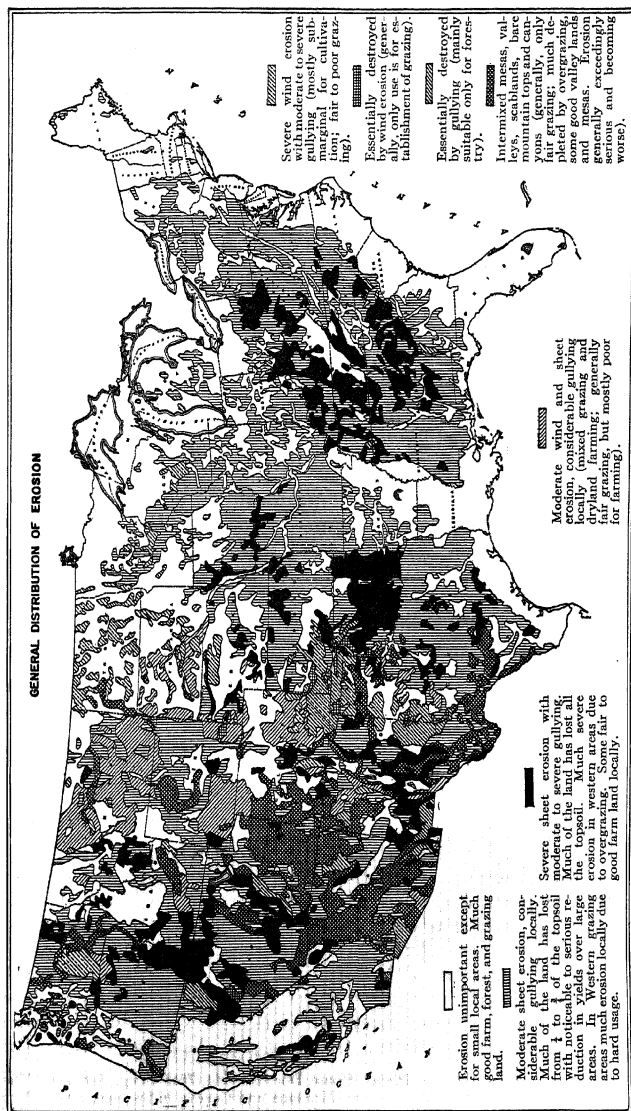 GENERAL DISTRIBUTION OF EROSION
PACIFIC OCEAN
ATLANTIC
Erosion unimportant except
for small local areas. Much
good farm, forest, and grazing
land.
Moderate sheet erosion, con-
siderable gullying locally.
Much of the land has lost
from ¼ to ¾ of the topsoil
with noticeable to serious re-
duction in yields over large
areas. In Western grazing
areas much erosion locally due
to hard usage.
Severe sheet erosion with
moderate to severe gullying.
Much of the land has lost all
the topsoil. Much severe
erosion in western areas due
to overgrazing. Some fair to
good farm land locally.
Moderate wind and sheet
erosion, considerable gullying
locally (mixed grazing and
dryland farming; generally
fair grazing, but mostly poor
for farming).
Severe wind erosion
with moderate to severe
gullying (mostly sub-
marginal for cultiva-
tion; fair to poor graz-
ing).
Essentially destroyed
by wind erosion (gener-
ally, only use is for es-
tablishment of grazing).
Essentially destroyed
by gullying (mainly
suitable only for fores-
try).
Intermixed mesas, val-
leys, scablands, bare
mountain tops and can-
yons (generally, only
fair grazing; much de-
pleted by overgrazing,
some good valley lands
and mesas. Erosion
generally exceedingly
serious and becoming
worse).